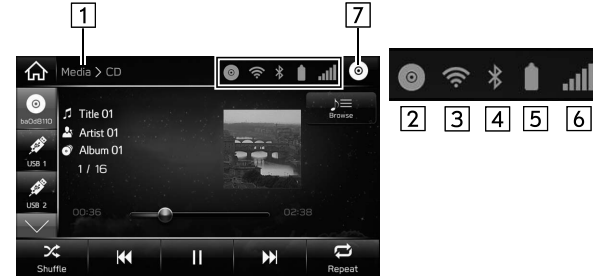 1
7
Media > CD
ba0d8110
Title 01
Browse
Artist 01
USB 1
Album 01
1 / 16
USB 2
00:36
02:38
Shuffle
Repeat
2 3 4 5 6